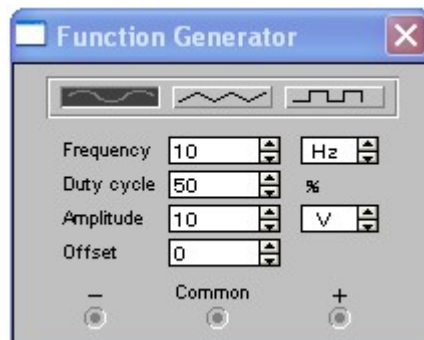 Function Generator
Frequency 10 Hz
Duty cycle 50 %
Amplitude 10 V
Offset 0
− Common +